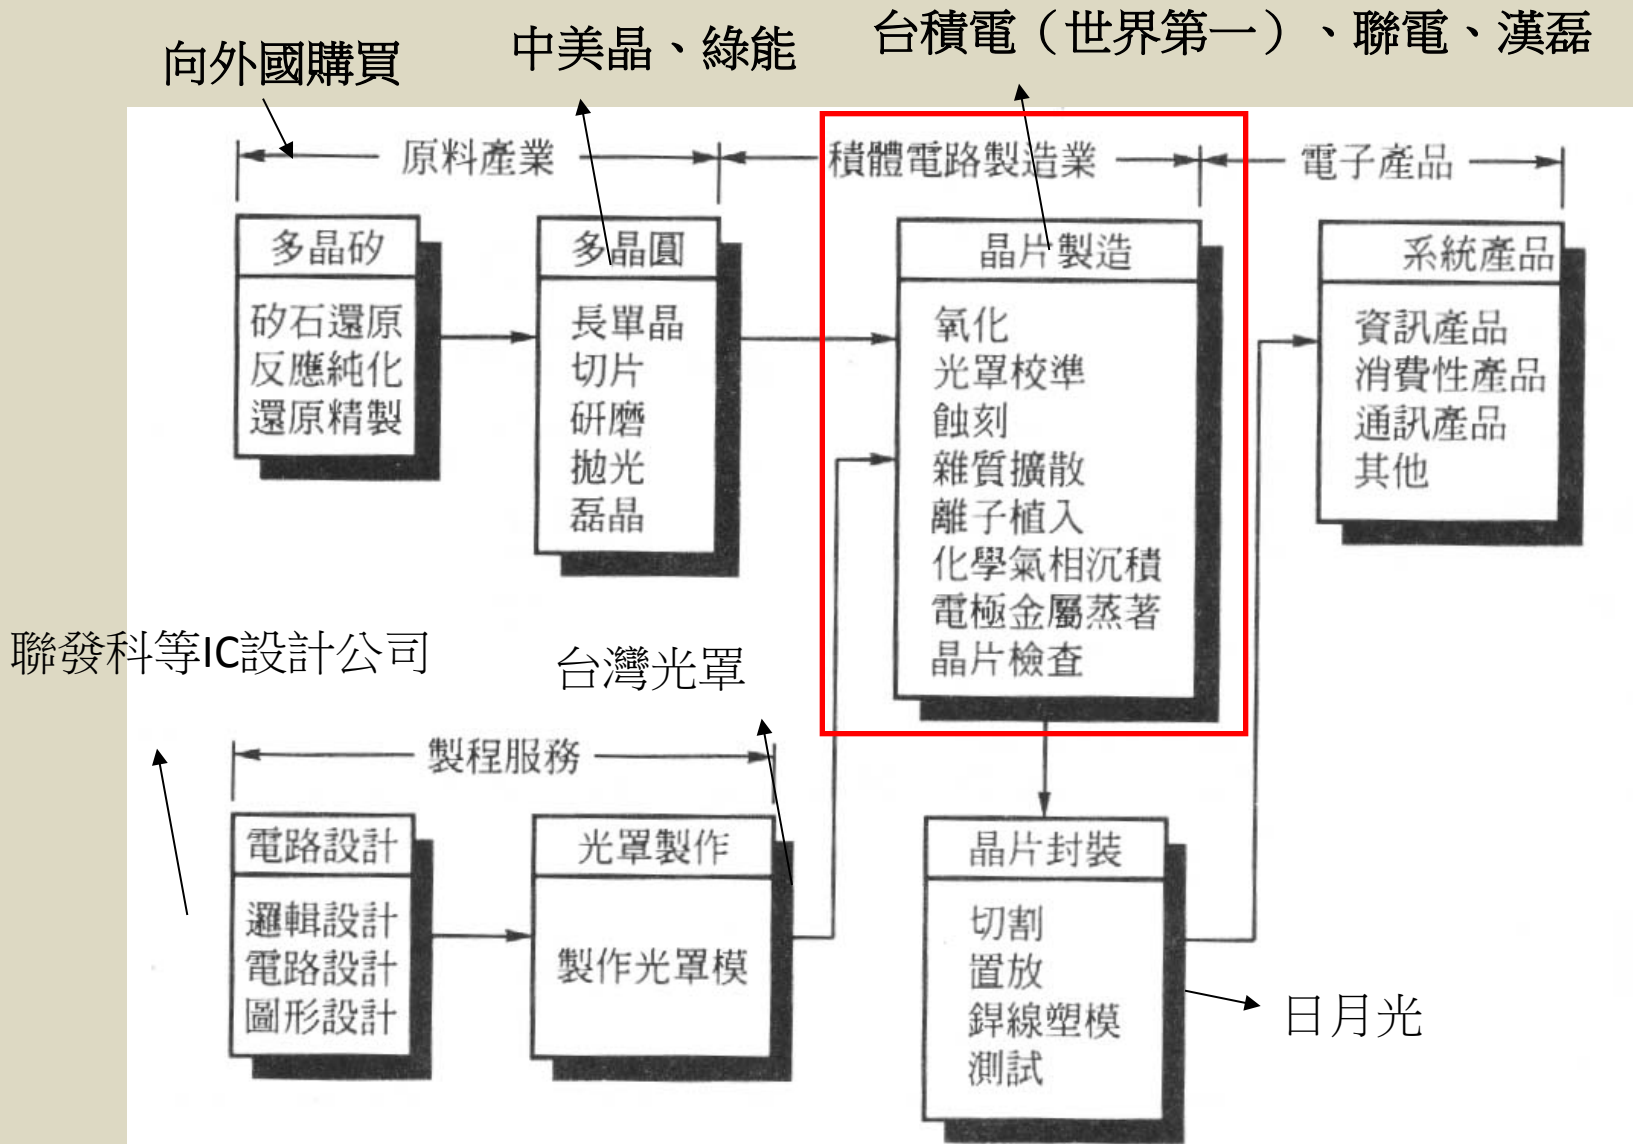 向外國購買
中美晶、綠能
台積電（世界第一）、聯電、漢磊
原料產業
積體電路製造業
電子產品
多晶矽
矽石還原
反應純化
還原精製
多晶圓
長單晶
切片
研磨
拋光
磊晶
晶片製造
氧化
光罩校準
蝕刻
雜質擴散
離子植入
化學氣相沉積
電極金屬蒸著
晶片檢查
系統產品
資訊產品
消費性產品
通訊產品
其他
聯發科等IC設計公司
台灣光罩
製程服務
電路設計
邏輯設計
電路設計
圖形設計
光罩製作
製作光罩模
晶片封裝
切割
置放
銲線塑模
測試
日月光